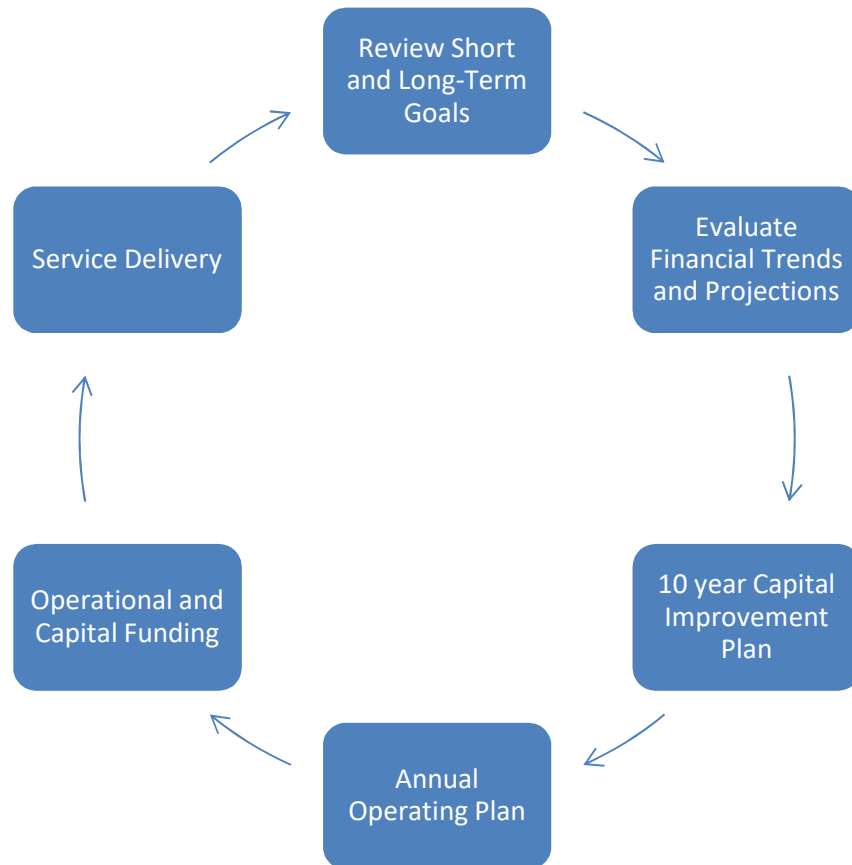 Review Short
and Long-Term
Goals
Evaluate
Financial Trends
and Projections
10 year Capital
Improvement
Plan
Annual
Operating Plan
Operational and
Capital Funding
Service Delivery